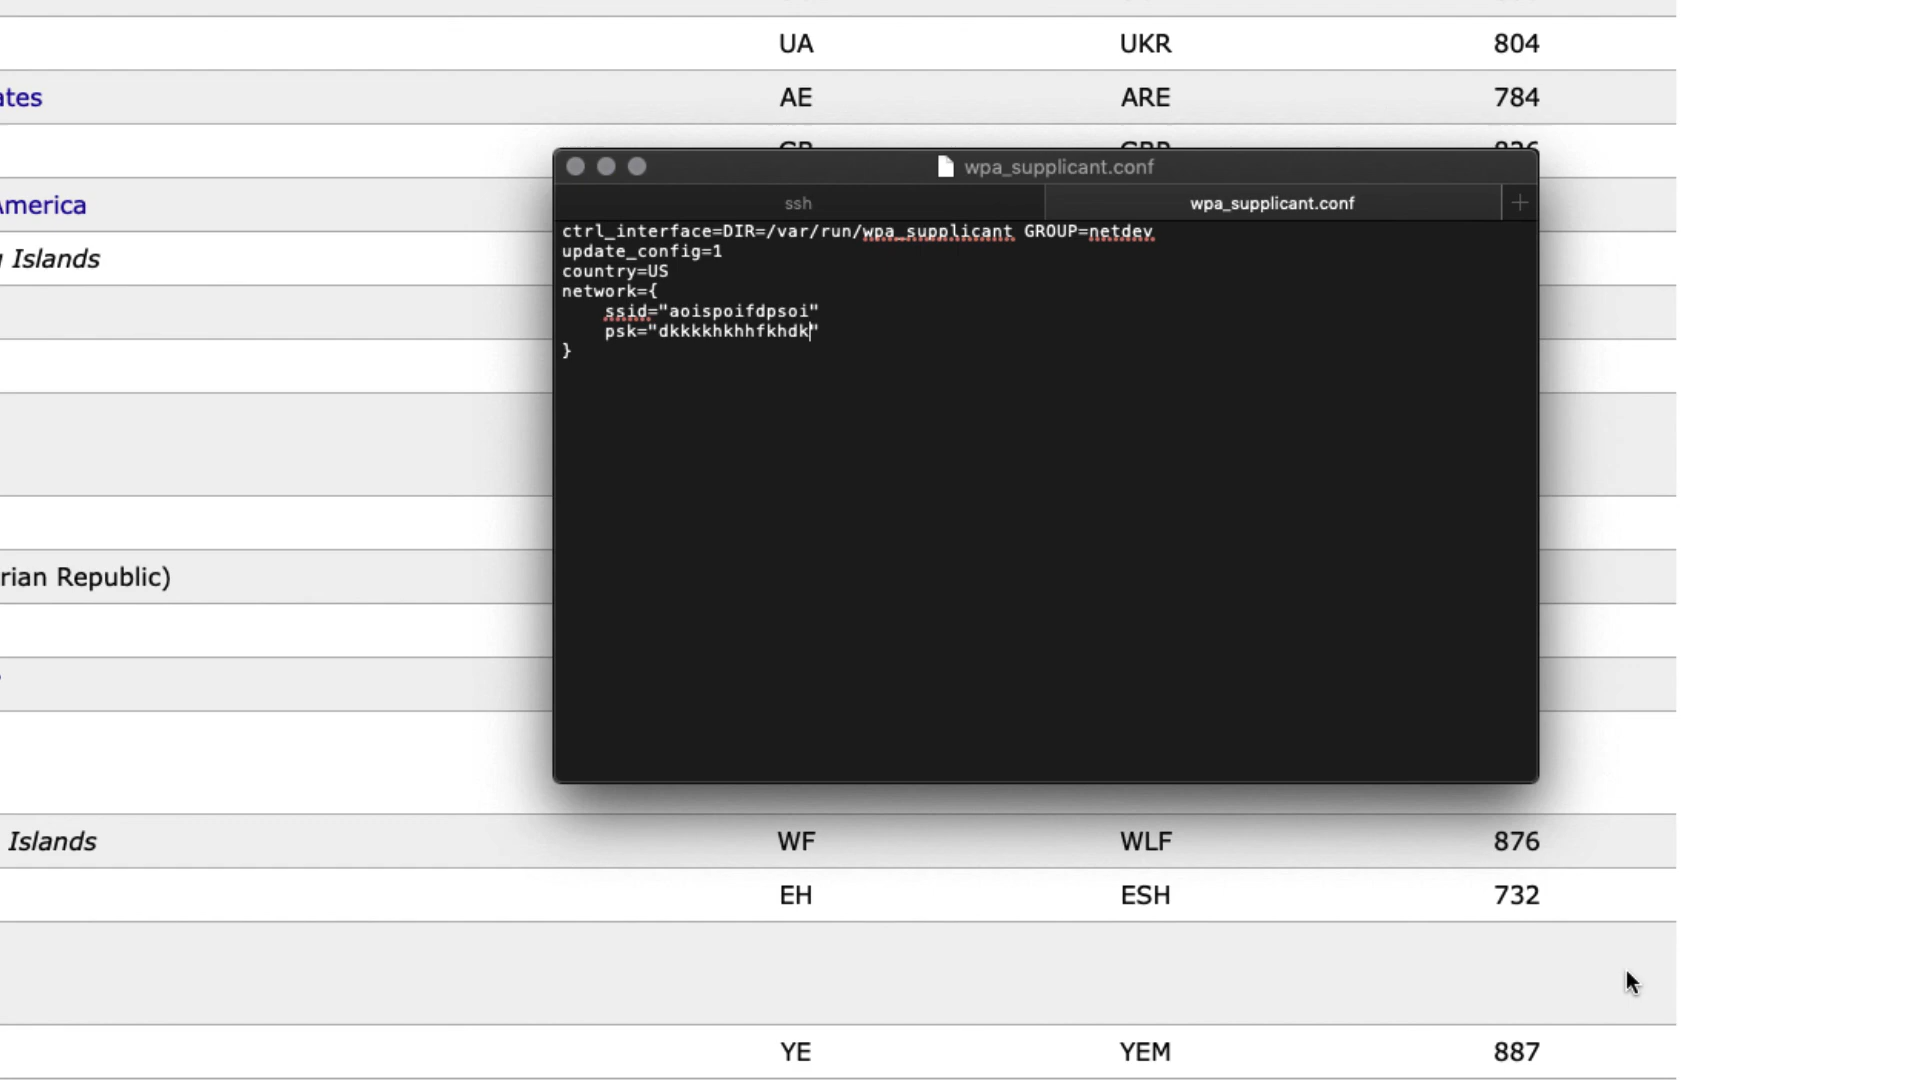 UA UKR 804
ates AE ARE 784
wpa_supplicant.conf
America
ssh wpa_supplicant.conf +
ctrl_interface=DIR=/var/run/wpa_supplicant GROUP=netdev
update_config=1
Islands
country=US
network={
ssid="aoispoifdpsoi"
psk="dkkkkhkhhfkhdk"
}
rian Republic)
Islands WF WLF 876
EH ESH 732
YE YEM 887